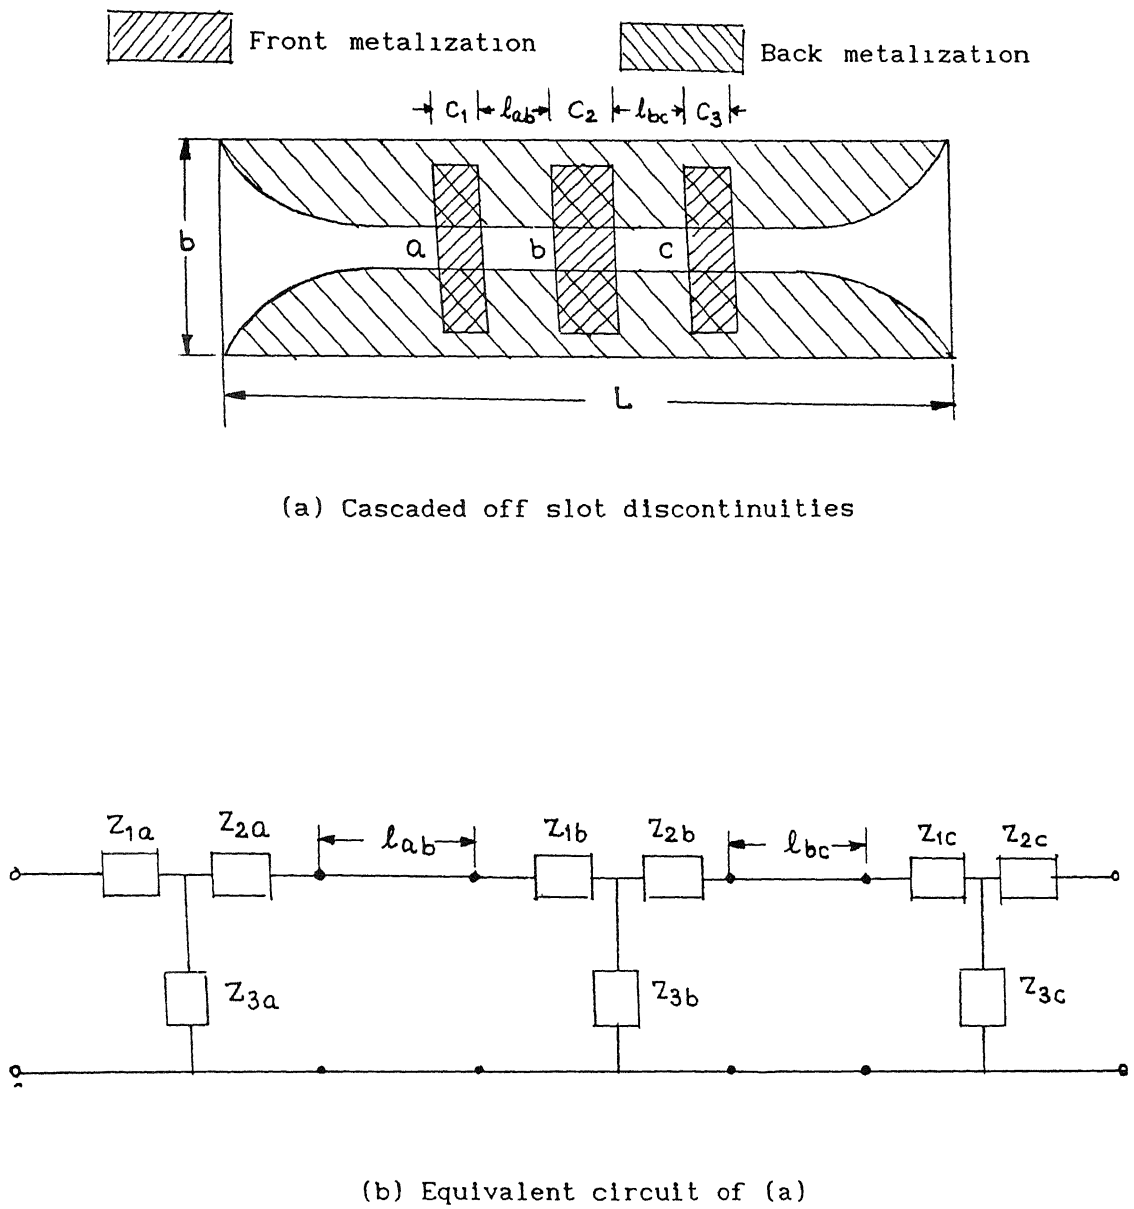 Front metalization
Back metalization
C₁ lab C₂ lbc C₃
b
a b c
L
(a) Cascaded off slot discontinuities
Z1a Z2a lab Z1b Z2b lbc Z1c Z2c
Z3a Z3b Z3c
(b) Equivalent circuit of (a)